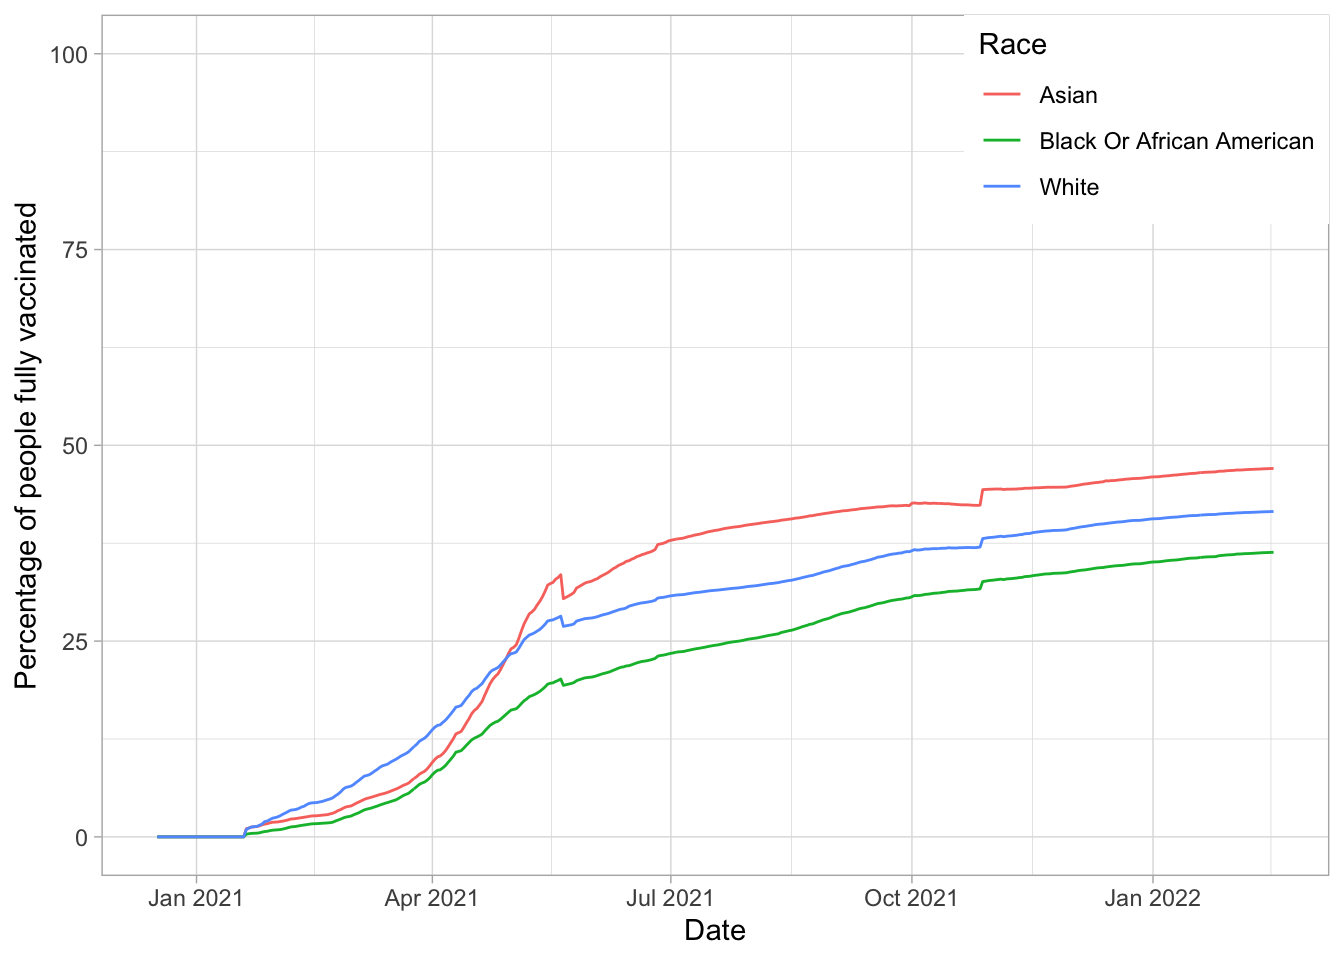 Race
Asian
Black Or African American
White
Percentage of people fully vaccinated
100
75
50
25
0
Jan 2021 Apr 2021 Jul 2021 Oct 2021 Jan 2022
Date